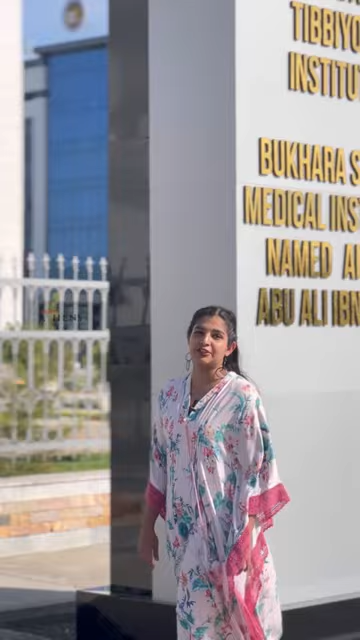 TIBBIYO
INSTITU
BUKHARA S
MEDICAL INS
NAMED A
ABU ALI IBN